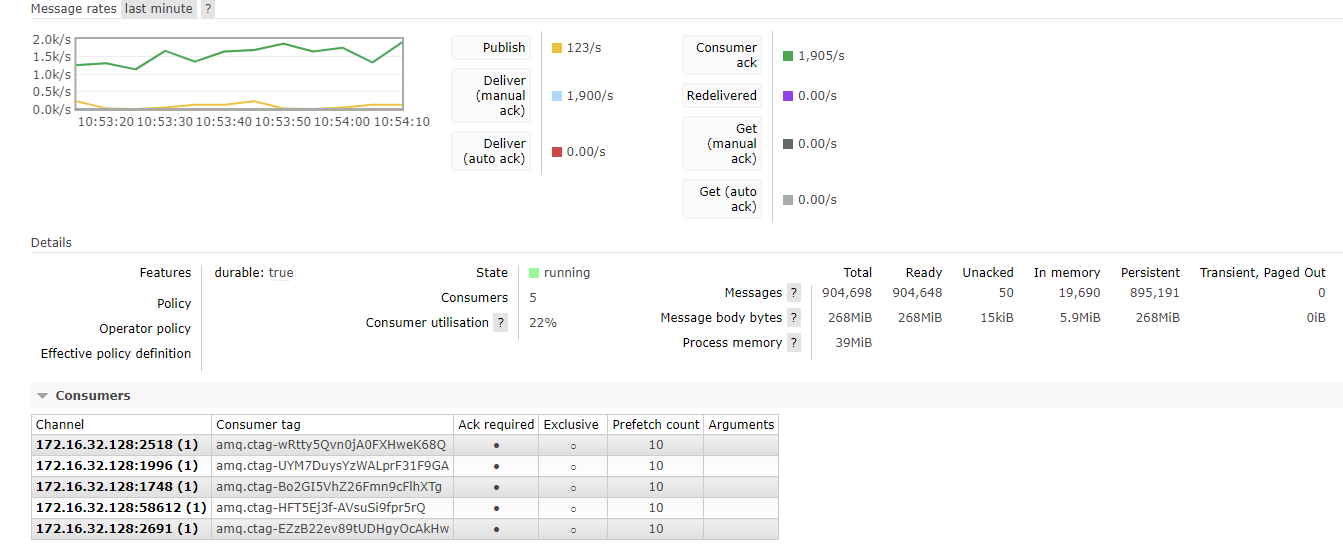 Message rates last minute ?
2.0k/s
1.5k/s
1.0k/s
0.5k/s
0.0k/s
10:53:20 10:53:30 10:53:40 10:53:50 10:54:00 10:54:10
Publish 123/s
Deliver (manual ack) 1,900/s
Deliver (auto ack) 0.00/s
Consumer ack 1,905/s
Redelivered 0.00/s
Get (manual ack) 0.00/s
Get (auto ack) 0.00/s
Details
Features durable: true
Policy
Operator policy
Effective policy definition
State running
Consumers 5
Consumer utilisation ? 22%
Total Ready Unacked In memory Persistent Transient, Paged Out
Messages ? 904,698 904,648 50 19,690 895,191 0
Message body bytes ? 268MiB 268MiB 15kiB 5.9MiB 268MiB 0iB
Process memory ? 39MiB
Consumers
Channel Consumer tag Ack required Exclusive Prefetch count Arguments
172.16.32.128:2518 (1) amq.ctag-wRtty5Qvn0jA0FXHweK68Q ● ○ 10
172.16.32.128:1996 (1) amq.ctag-UYM7DuysYzWALprF31F9GA ● ○ 10
172.16.32.128:1748 (1) amq.ctag-Bo2GI5VhZ26Fmn9cFlhXTg ● ○ 10
172.16.32.128:58612 (1) amq.ctag-HFT5Ej3f-AVsuSi9fpr5rQ ● ○ 10
172.16.32.128:2691 (1) amq.ctag-EZzB22ev89tUDHgyOcAkHw ● ○ 10